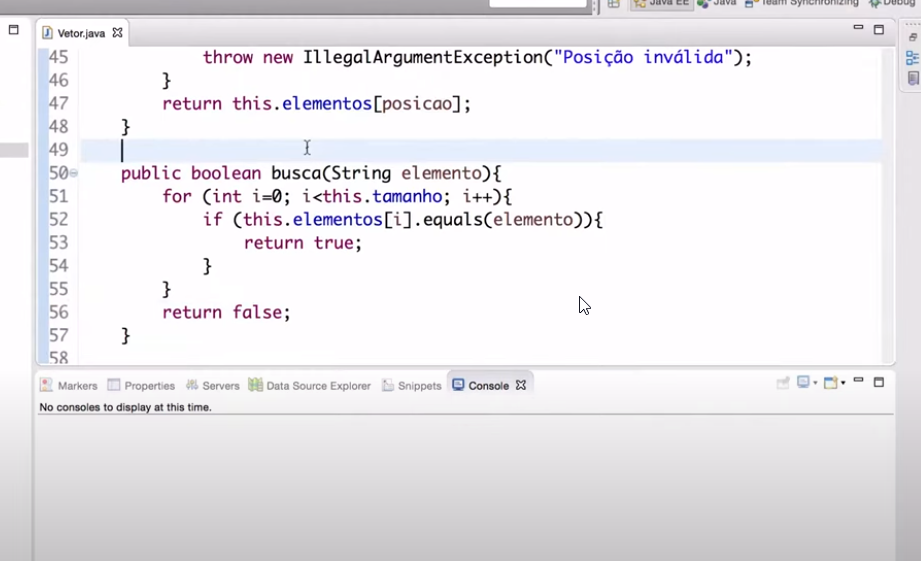 Java EE Java Team Synchronizing Debug
Vetor.java
45 throw new IllegalArgumentException("Posição inválida");
46 }
47 return this.elementos[posicao];
48 }
49
50 public boolean busca(String elemento){
51 for (int i=0; i<this.tamanho; i++){
52 if (this.elementos[i].equals(elemento)){
53 return true;
54 }
55 }
56 return false;
57 }
58
Markers Properties Servers Data Source Explorer Snippets Console
No consoles to display at this time.